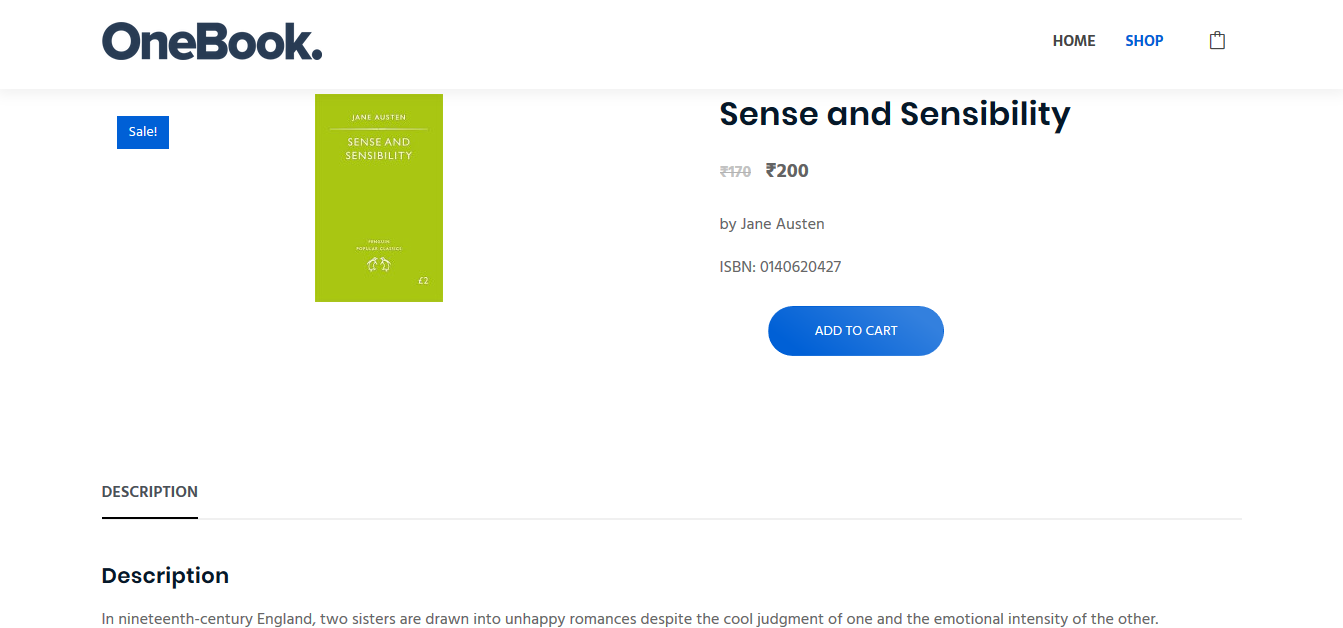 OneBook.
HOME SHOP
Sale!
JANE AUSTEN
SENSE AND
SENSIBILITY
PENGUIN
POPULAR CLASSICS
£2
Sense and Sensibility
₹170 ₹200
by Jane Austen
ISBN: 0140620427
ADD TO CART
DESCRIPTION
Description
In nineteenth-century England, two sisters are drawn into unhappy romances despite the cool judgment of one and the emotional intensity of the other.